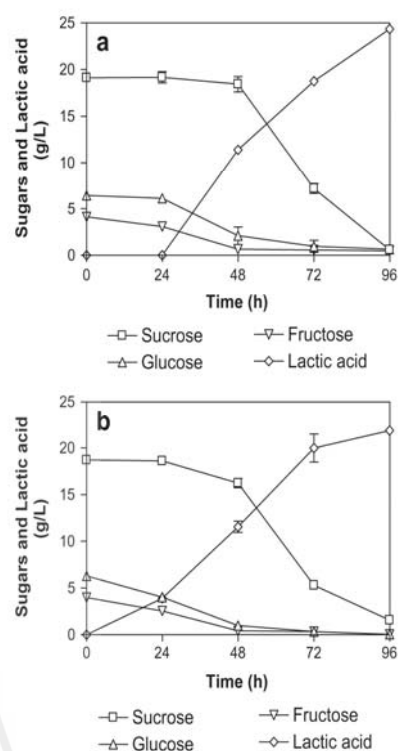 a
Sugars and Lactic acid
(g/L)
25
20
15
10
5
0
0 24 48 72 96
Time (h)
Sucrose Fructose
Glucose Lactic acid
b
Sugars and Lactic acid
(g/L)
25
20
15
10
5
0
0 24 48 72 96
Time (h)
Sucrose Fructose
Glucose Lactic acid